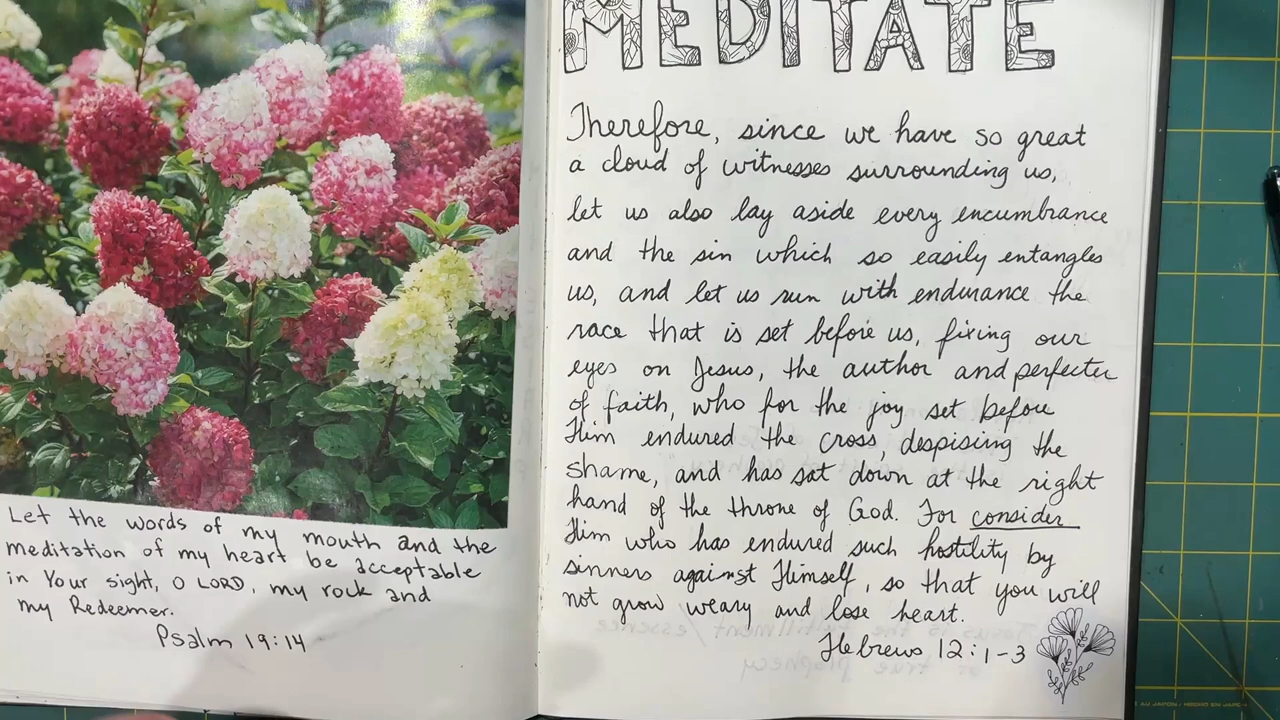 Let the words of my mouth and the
meditation of my heart be acceptable
in Your sight, O LORD, my rock and
my Redeemer.
Psalm 19:14
MEDITATE
Therefore, since we have so great
a cloud of witnesses surrounding us,
let us also lay aside every encumbrance
and the sin which so easily entangles
us, and let us run with endurance the
race that is set before us, fixing our
eyes on Jesus, the author and perfecter
of faith, who for the joy set before
Him endured the cross, despising the
shame, and has sat down at the right
hand of the throne of God. For consider
Him who has endured such hostility by
sinners against Himself, so that you will
not grow weary and lose heart.
Hebrews 12:1-3